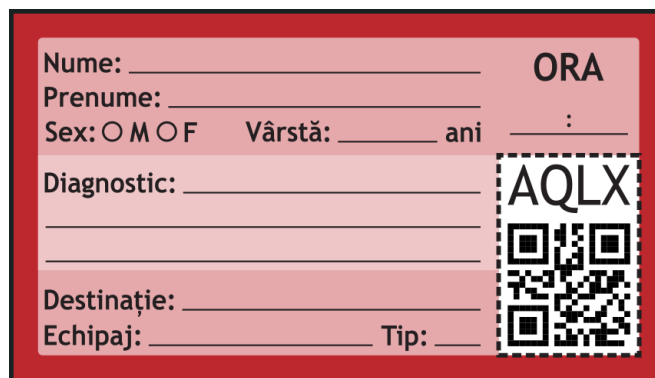 Nume:
Prenume:
Sex: M F Vârstă: ani
ORA
:
Diagnostic:
AQLX
Destinație:
Echipaj: Tip: